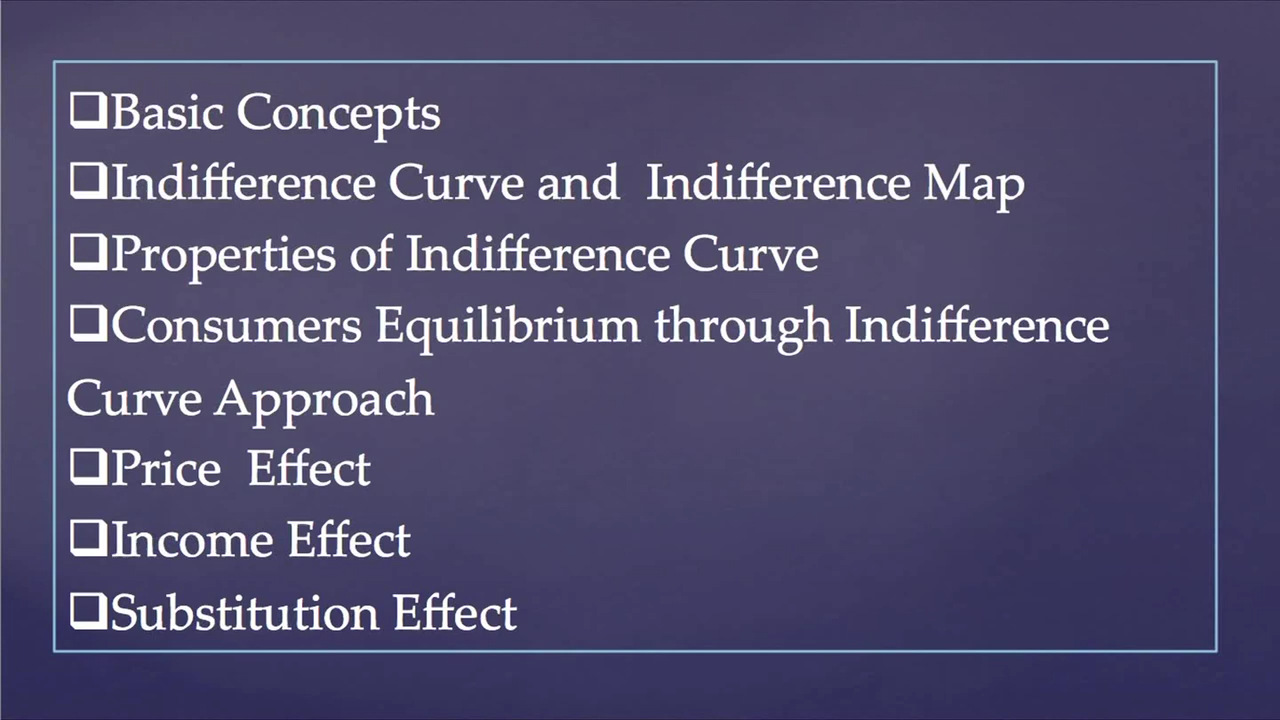 ❑Basic Concepts
❑Indifference Curve and  Indifference Map
❑Properties of Indifference Curve
❑Consumers Equilibrium through Indifference
Curve Approach
❑Price  Effect
❑Income Effect
❑Substitution Effect